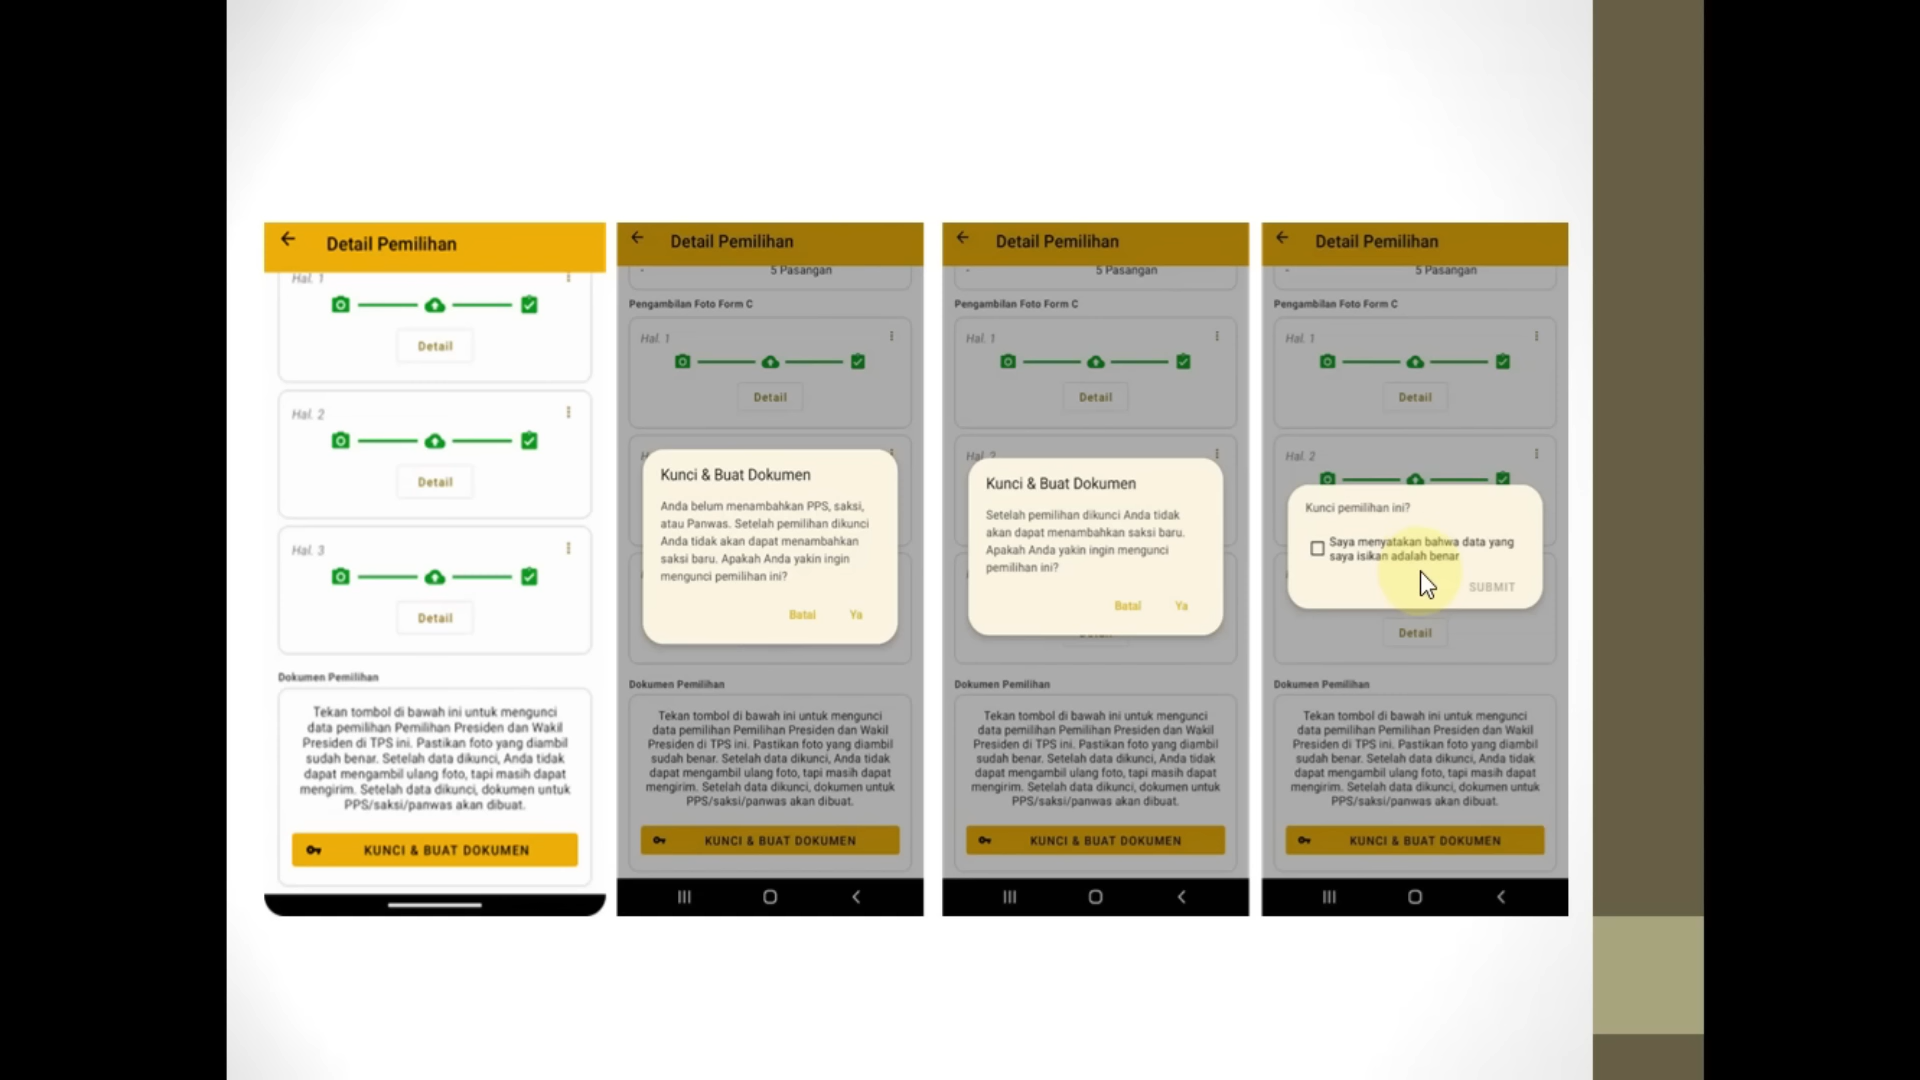 Detail Pemilihan
Hal. 1
Detail
Hal. 2
Detail
Hal. 3
Detail
Dokumen Pemilihan
Tekan tombol di bawah ini untuk mengunci
data pemilihan Pemilihan Presiden dan Wakil
Presiden di TPS ini. Pastikan foto yang diambil
sudah benar. Setelah data dikunci, Anda tidak
dapat mengambil ulang foto, tapi masih dapat
mengirim. Setelah data dikunci, dokumen untuk
PPS/saksi/panwas akan dibuat.
KUNCI & BUAT DOKUMEN
Detail Pemilihan
- 5 Pasangan
Pengambilan Foto Form C
Hal. 1
Detail
Kunci & Buat Dokumen
Anda belum menambahkan PPS, saksi,
atau Panwas. Setelah pemilihan dikunci
Anda tidak akan dapat menambahkan
saksi baru. Apakah Anda yakin ingin
mengunci pemilihan ini?
Batal Ya
Dokumen Pemilihan
Tekan tombol di bawah ini untuk mengunci
data pemilihan Pemilihan Presiden dan Wakil
Presiden di TPS ini. Pastikan foto yang diambil
sudah benar. Setelah data dikunci, Anda tidak
dapat mengambil ulang foto, tapi masih dapat
mengirim. Setelah data dikunci, dokumen untuk
PPS/saksi/panwas akan dibuat.
KUNCI & BUAT DOKUMEN
Detail Pemilihan
- 5 Pasangan
Pengambilan Foto Form C
Hal. 1
Detail
Hal. 2
Kunci & Buat Dokumen
Setelah pemilihan dikunci Anda tidak
akan dapat menambahkan saksi baru.
Apakah Anda yakin ingin mengunci
pemilihan ini?
Batal Ya
Dokumen Pemilihan
Tekan tombol di bawah ini untuk mengunci
data pemilihan Pemilihan Presiden dan Wakil
Presiden di TPS ini. Pastikan foto yang diambil
sudah benar. Setelah data dikunci, Anda tidak
dapat mengambil ulang foto, tapi masih dapat
mengirim. Setelah data dikunci, dokumen untuk
PPS/saksi/panwas akan dibuat.
KUNCI & BUAT DOKUMEN
Detail Pemilihan
- 5 Pasangan
Pengambilan Foto Form C
Hal. 1
Detail
Hal. 2
Kunci pemilihan ini?
Saya menyatakan bahwa data yang
saya isikan adalah benar
SUBMIT
Detail
Dokumen Pemilihan
Tekan tombol di bawah ini untuk mengunci
data pemilihan Pemilihan Presiden dan Wakil
Presiden di TPS ini. Pastikan foto yang diambil
sudah benar. Setelah data dikunci, Anda tidak
dapat mengambil ulang foto, tapi masih dapat
mengirim. Setelah data dikunci, dokumen untuk
PPS/saksi/panwas akan dibuat.
KUNCI & BUAT DOKUMEN